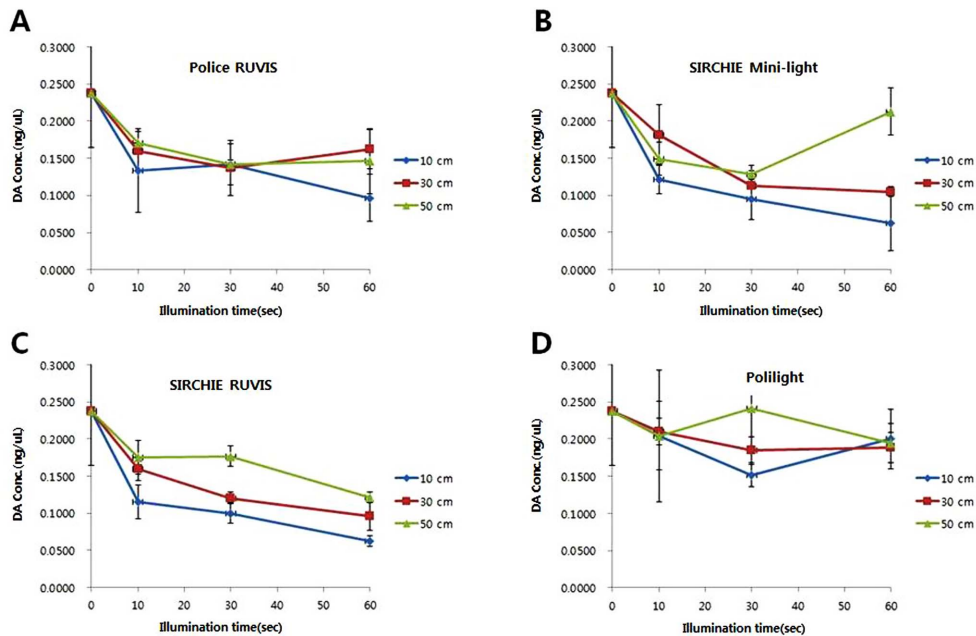 A
Police RUVIS
DA Conc.(ng/uL)
0.3000
0.2500
0.2000
0.1500
0.1000
0.0500
0.0000
0 10 20 30 40 50 60
Illumination time(sec)
10 cm
30 cm
50 cm
B
SIRCHIE Mini-light
DA Conc.(ng/uL)
0.3000
0.2500
0.2000
0.1500
0.1000
0.0500
0.0000
0 10 20 30 40 50 60
Illumination time(sec)
10 cm
30 cm
50 cm
C
SIRCHIE RUVIS
DA Conc.(ng/uL)
0.3000
0.2500
0.2000
0.1500
0.1000
0.0500
0.0000
0 10 20 30 40 50 60
Illumination time(sec)
10 cm
30 cm
50 cm
D
Polilight
DA Conc.(ng/uL)
0.3000
0.2500
0.2000
0.1500
0.1000
0.0500
0.0000
0 10 20 30 40 50 60
Illumination time(sec)
10 cm
30 cm
50 cm